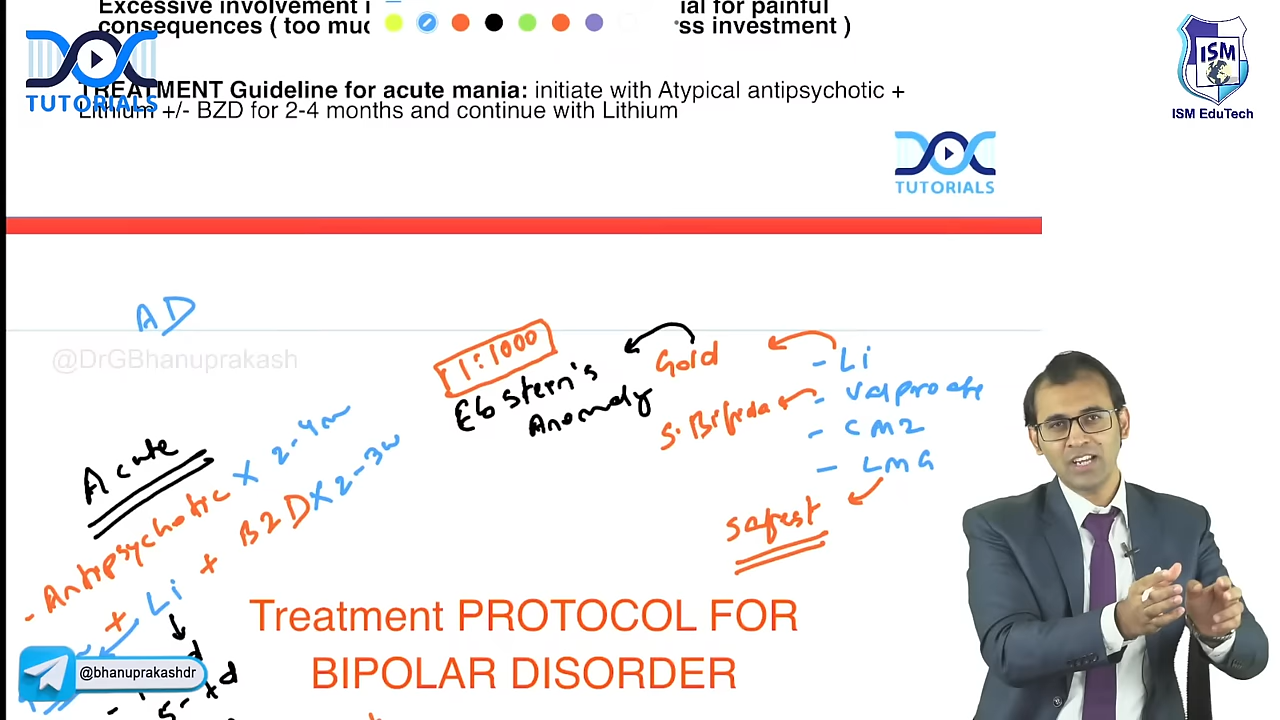 Excessive involvement i
ial for painful
consequences ( too muc
ss investment )
TREATMENT Guideline for acute mania: initiate with Atypical antipsychotic +
Lithium +/- BZD for 2-4 months and continue with Lithium
TUTORIALS
ISM
ISM EduTech
TUTORIALS
AD
@DrGBhanuprakash
1:1000
Ebstern's
Anomaly
Gold
- Li
S. Bifida
- Valproate
- CMZ
- LMG
Safest
Acute
- Antipsychotic X 2-4m
+ Li + BZD X 2-3w
Treatment PROTOCOL FOR
BIPOLAR DISORDER
@bhanuprakashdr